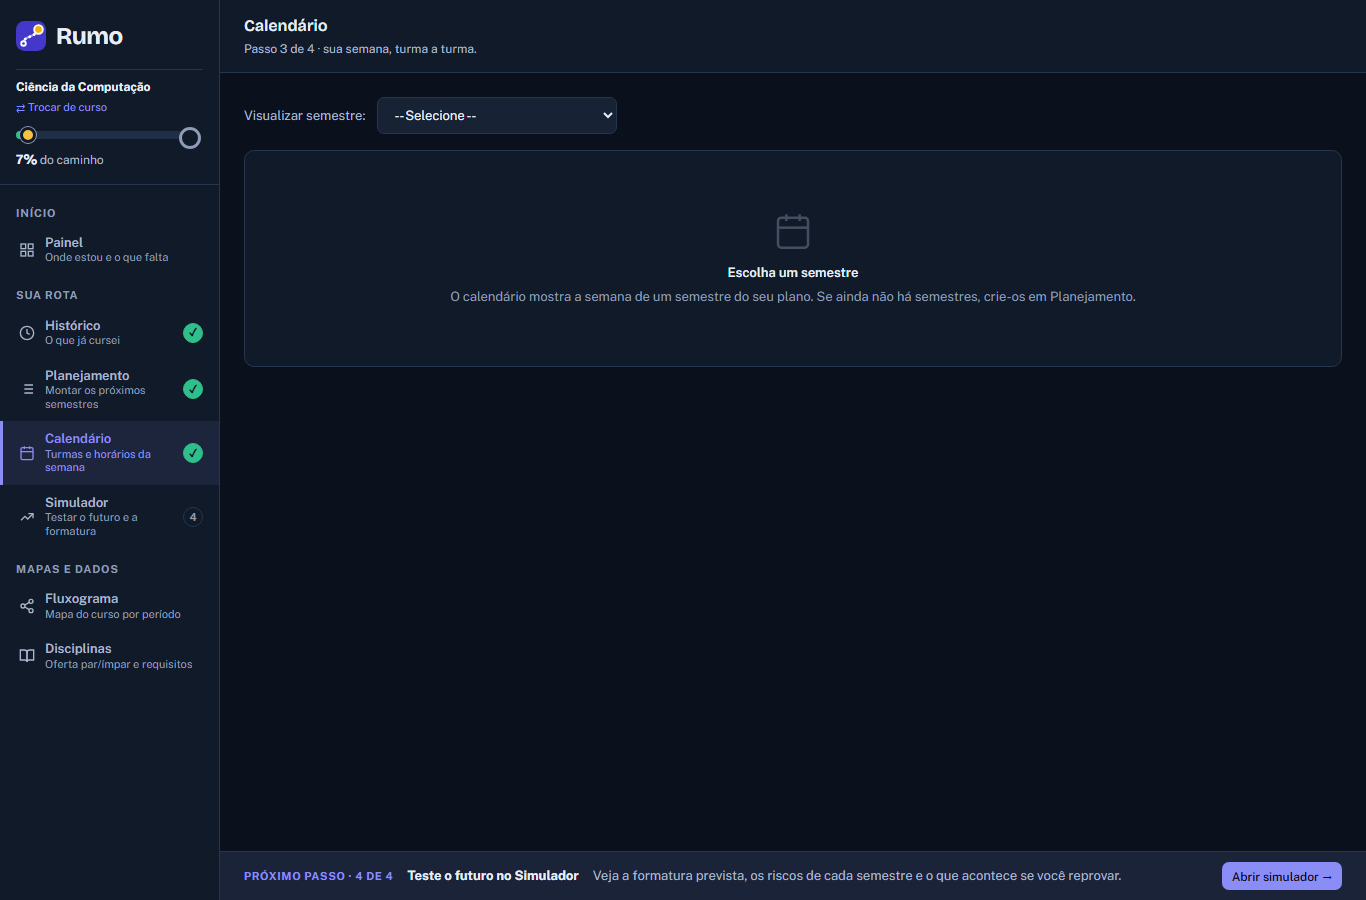 Rumo
Ciência da Computação
⇄ Trocar de curso
7% do caminho
INÍCIO
Painel
Onde estou e o que falta
SUA ROTA
Histórico
O que já cursei
Planejamento
Montar os próximos
semestres
Calendário
Turmas e horários da
semana
Simulador
Testar o futuro e a
formatura
4
MAPAS E DADOS
Fluxograma
Mapa do curso por período
Disciplinas
Oferta par/ímpar e requisitos
Calendário
Passo 3 de 4 · sua semana, turma a turma.
Visualizar semestre: --Selecione--
Escolha um semestre
O calendário mostra a semana de um semestre do seu plano. Se ainda não há semestres, crie-os em Planejamento.
PRÓXIMO PASSO · 4 DE 4 Teste o futuro no Simulador Veja a formatura prevista, os riscos de cada semestre e o que acontece se você reprovar. Abrir simulador →